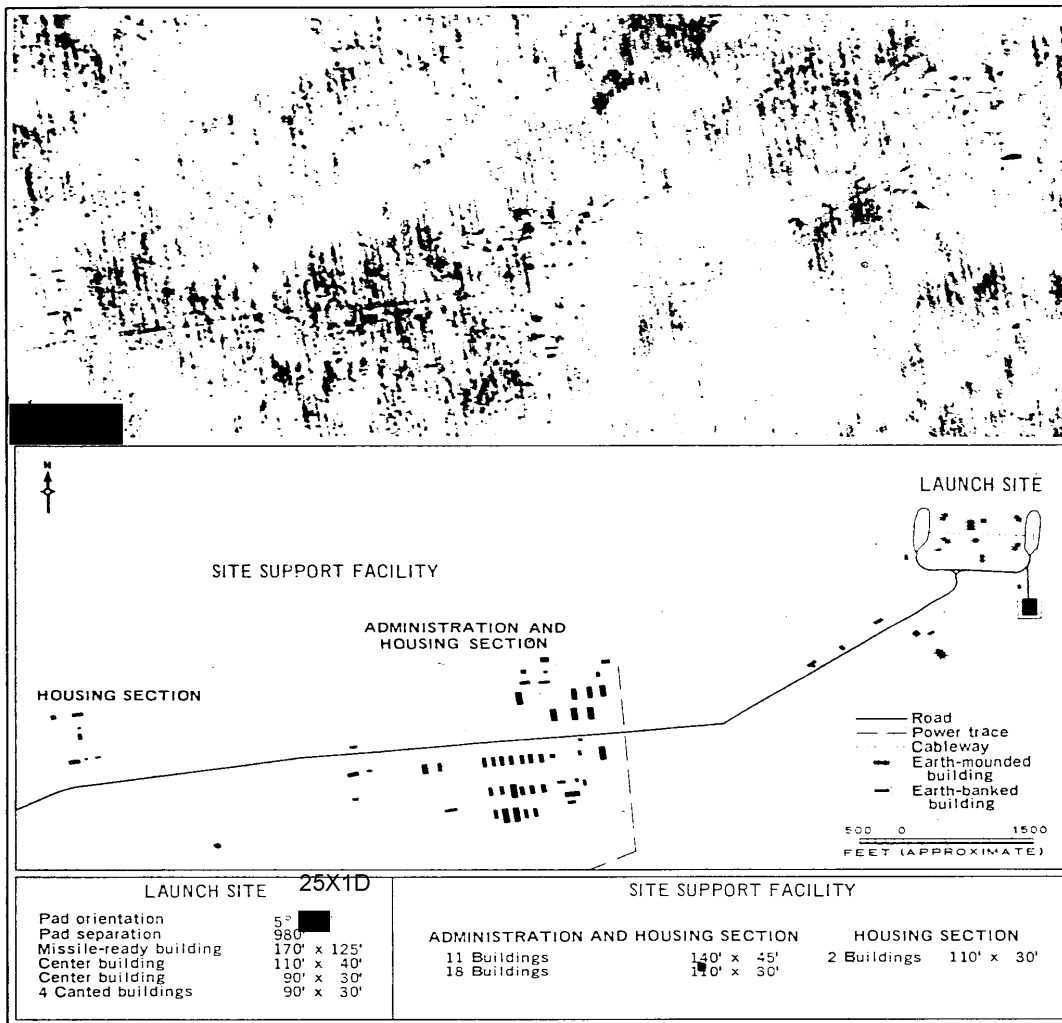 N
LAUNCH SITE
SITE SUPPORT FACILITY
ADMINISTRATION AND
HOUSING SECTION
HOUSING SECTION
Road
Power trace
Cableway
Earth-mounded
building
Earth-banked
building
500 0 1500
FEET (APPROXIMATE)
LAUNCH SITE 25X1D
Pad orientation 5°
Pad separation 980'
Missile-ready building 170' x 125'
Center building 110' x 40'
Center building 90' x 30'
4 Canted buildings 90' x 30'
SITE SUPPORT FACILITY
ADMINISTRATION AND HOUSING SECTION
11 Buildings 140' x 45'
18 Buildings 110' x 30'
HOUSING SECTION
2 Buildings 110' x 30'